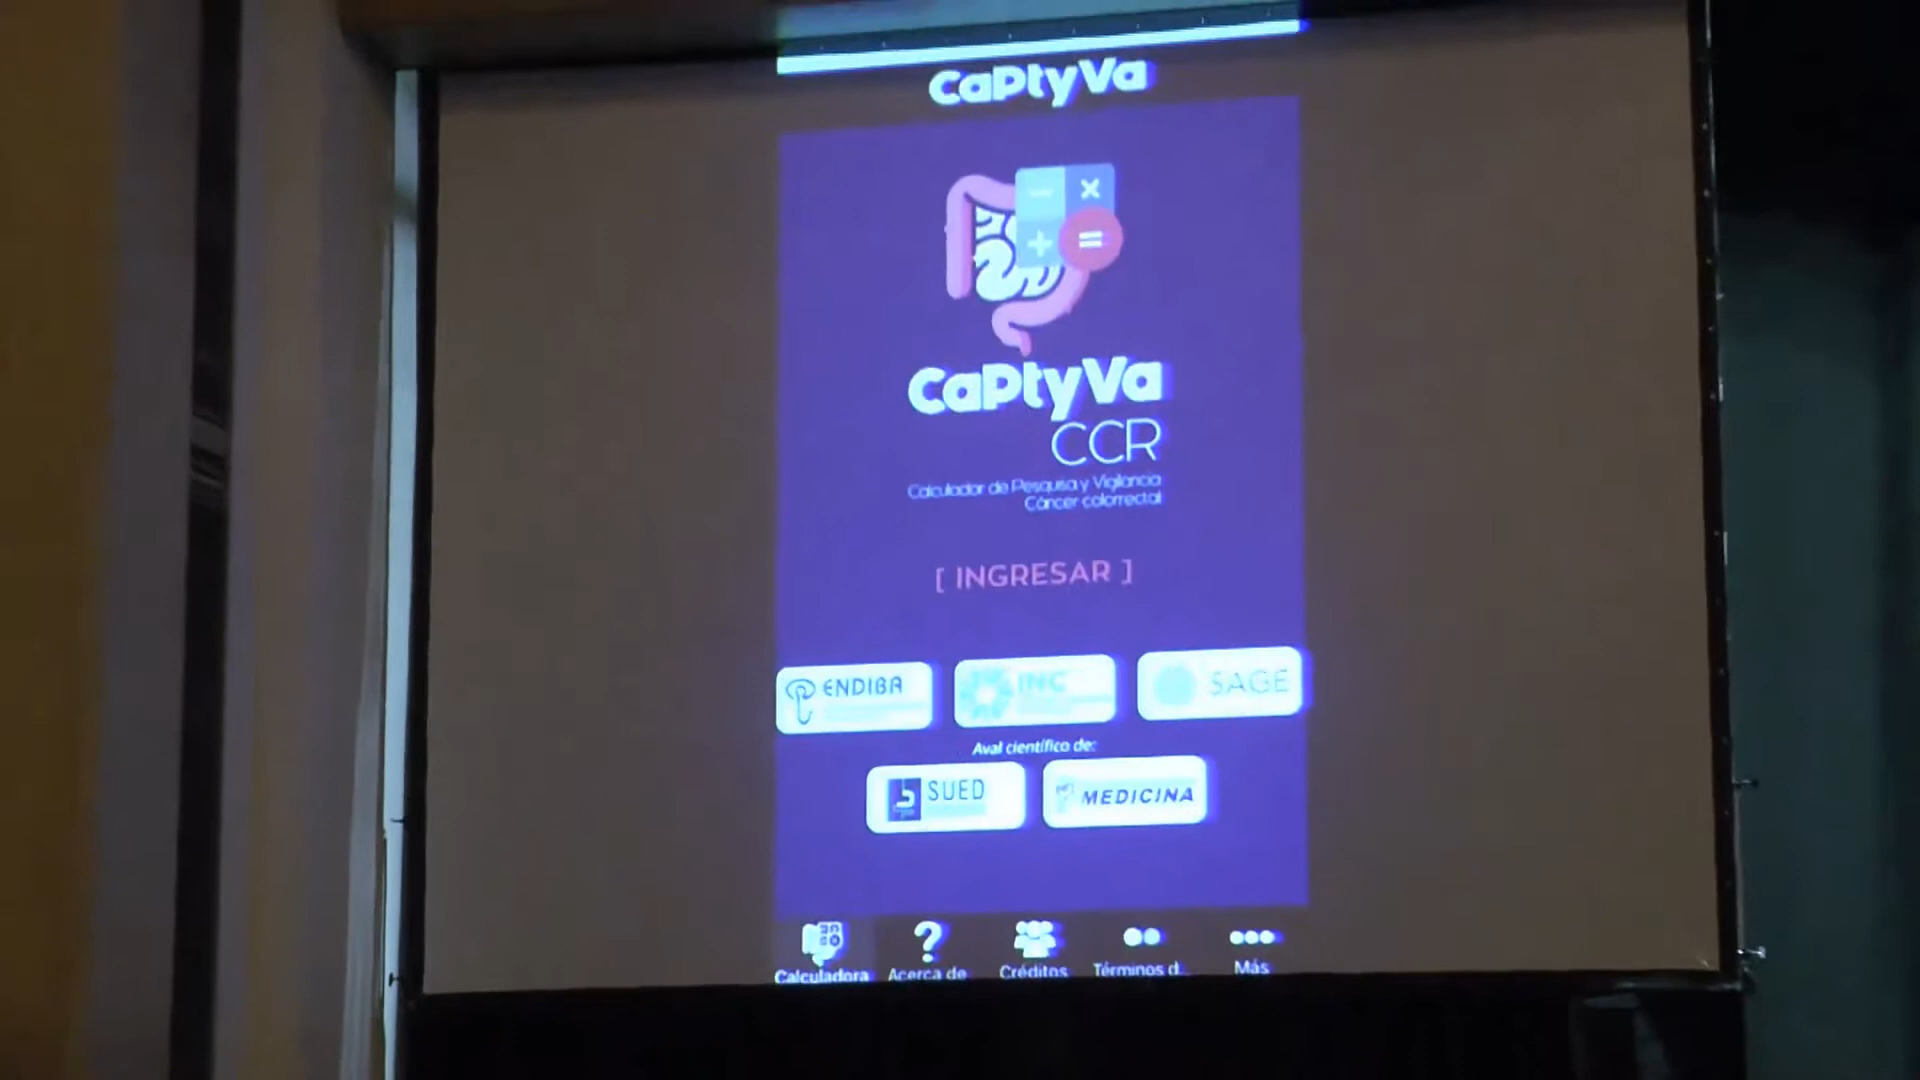 CaPtyVa
CaPtyVa
CCR
Calculador de Pesquisa y Vigilancia
Cáncer colorrectal
[ INGRESAR ]
ENDIBA
INC
SAGE
Aval científico de:
SUED
MEDICINA
Calculadora
Acerca de
Créditos
Términos d...
Más